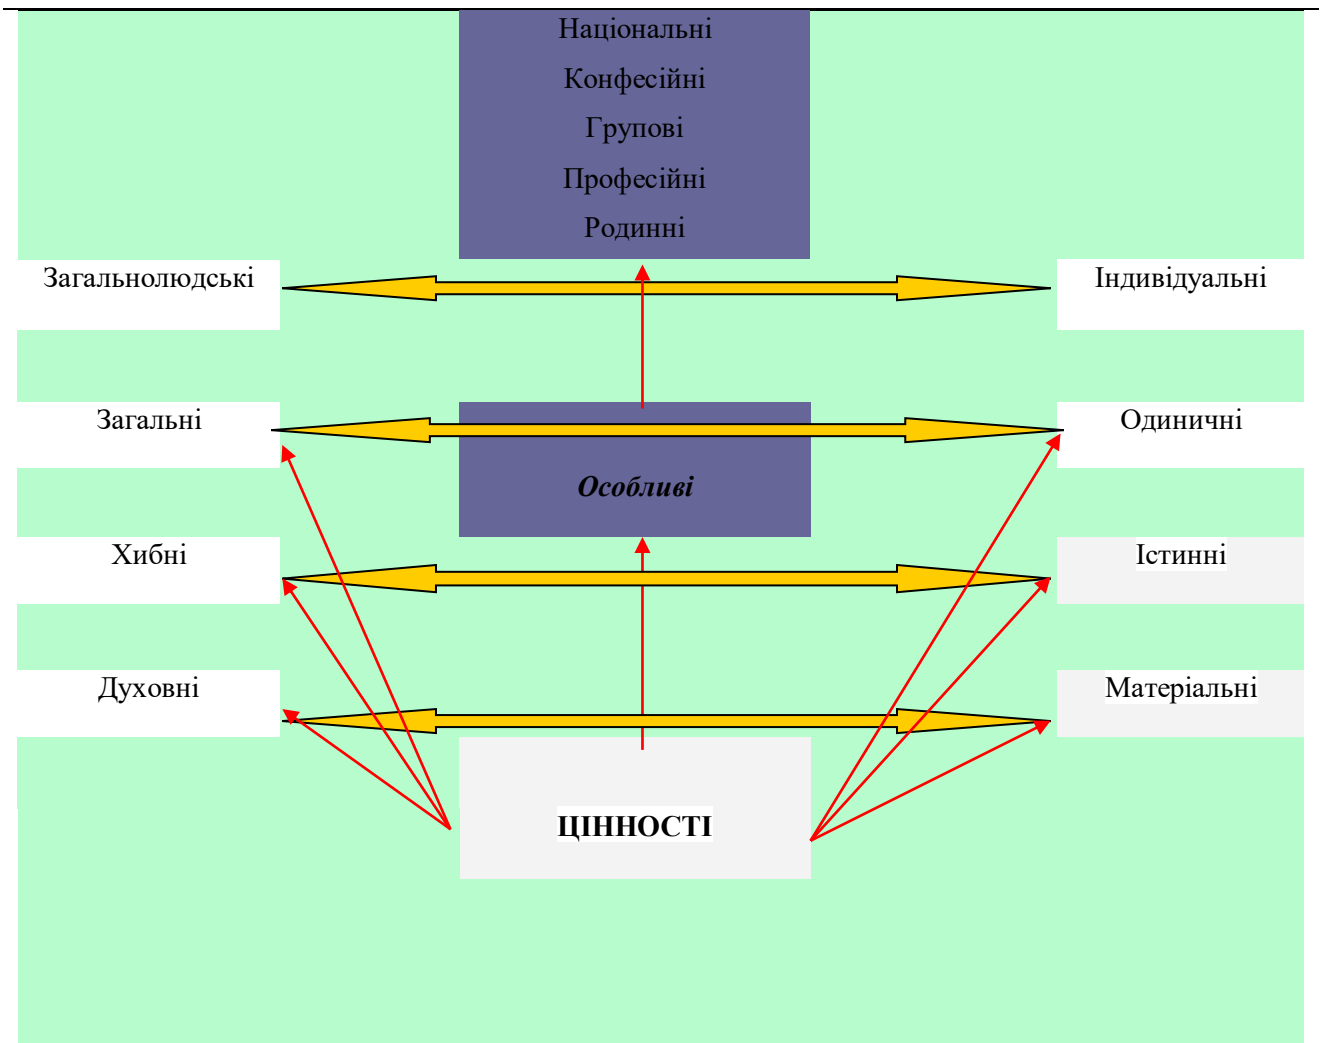 Національні
Конфесійні
Групові
Професійні
Родинні
Загальнолюдські
Індивідуальні
Загальні
Одиничні
Особливі
Хибні
Істинні
Духовні
Матеріальні
ЦІННОСТІ